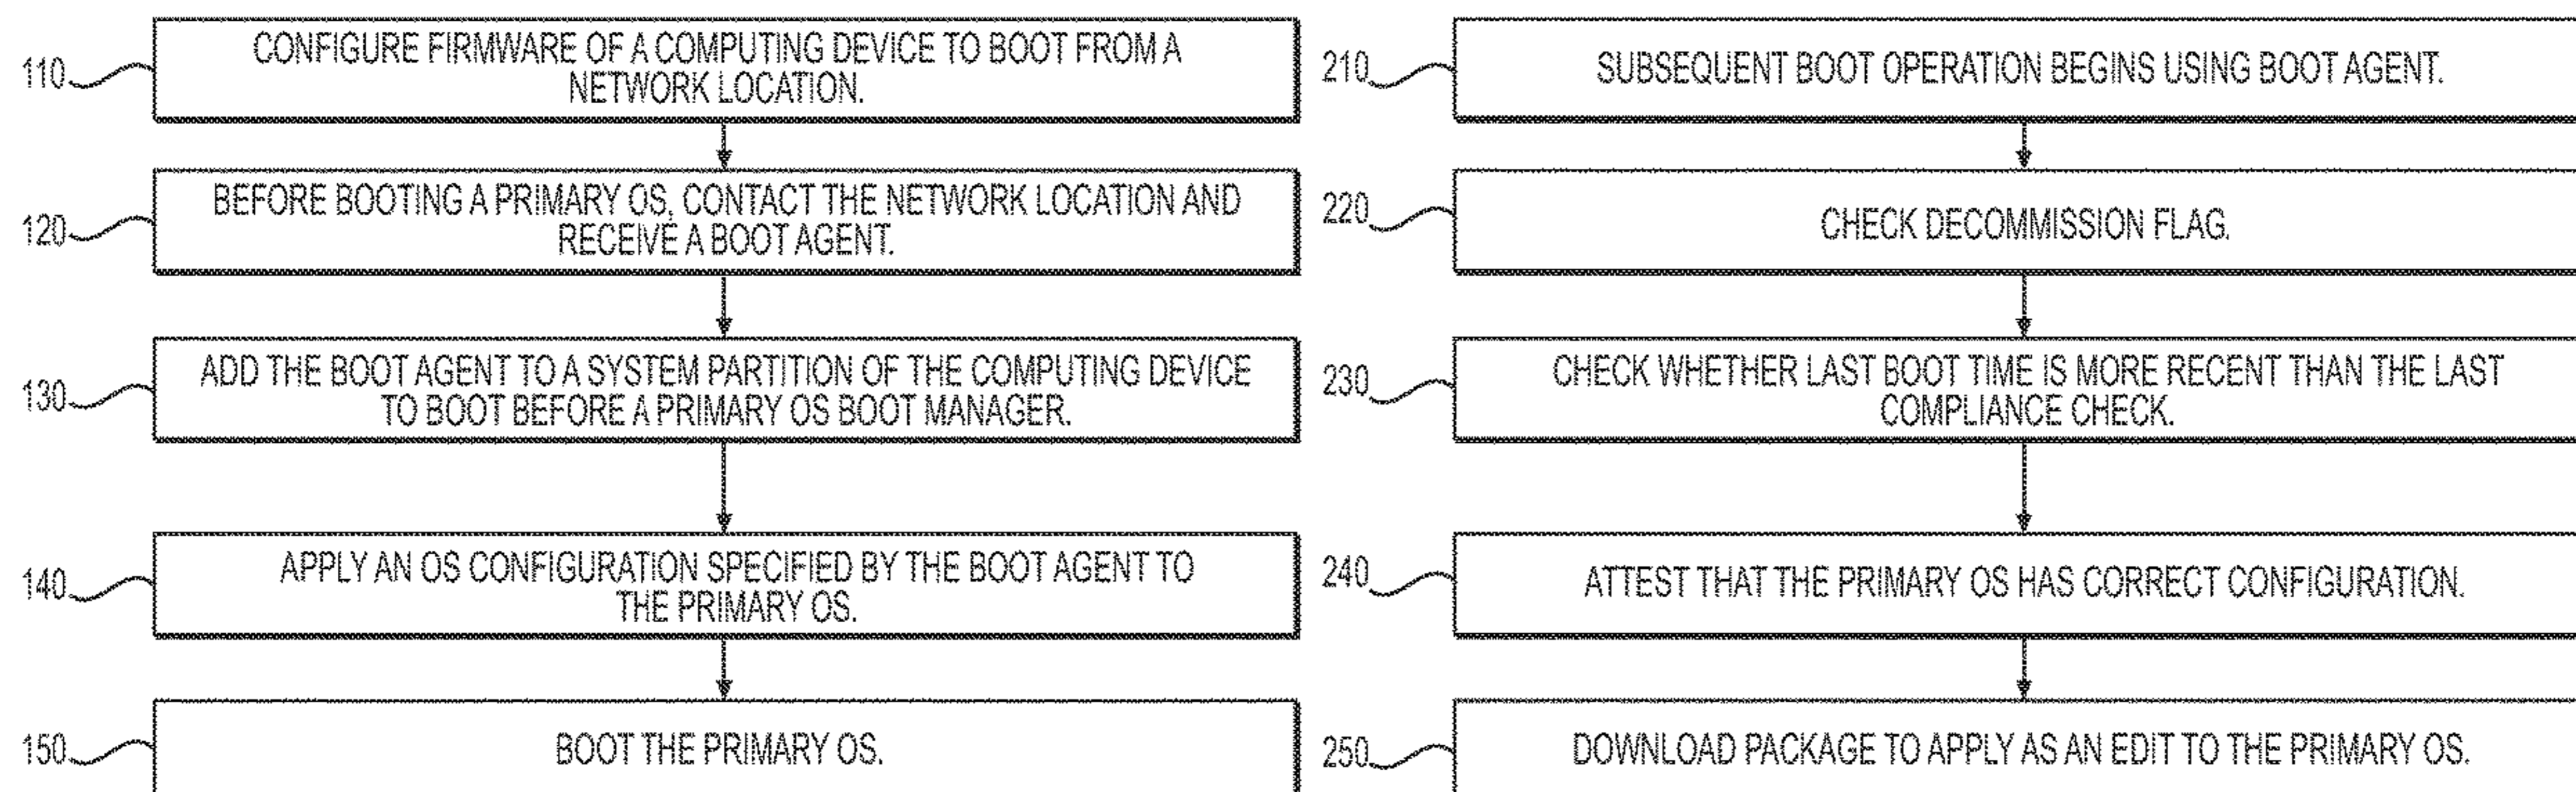 110
CONFIGURE FIRMWARE OF A COMPUTING DEVICE TO BOOT FROM A
NETWORK LOCATION.
120
BEFORE BOOTING A PRIMARY OS, CONTACT THE NETWORK LOCATION AND
RECEIVE A BOOT AGENT.
130
ADD THE BOOT AGENT TO A SYSTEM PARTITION OF THE COMPUTING DEVICE
TO BOOT BEFORE A PRIMARY OS BOOT MANAGER.
140
APPLY AN OS CONFIGURATION SPECIFIED BY THE BOOT AGENT TO
THE PRIMARY OS.
150
BOOT THE PRIMARY OS.
210
SUBSEQUENT BOOT OPERATION BEGINS USING BOOT AGENT.
220
CHECK DECOMMISSION FLAG.
230
CHECK WHETHER LAST BOOT TIME IS MORE RECENT THAN THE LAST
COMPLIANCE CHECK.
240
ATTEST THAT THE PRIMARY OS HAS CORRECT CONFIGURATION.
250
DOWNLOAD PACKAGE TO APPLY AS AN EDIT TO THE PRIMARY OS.